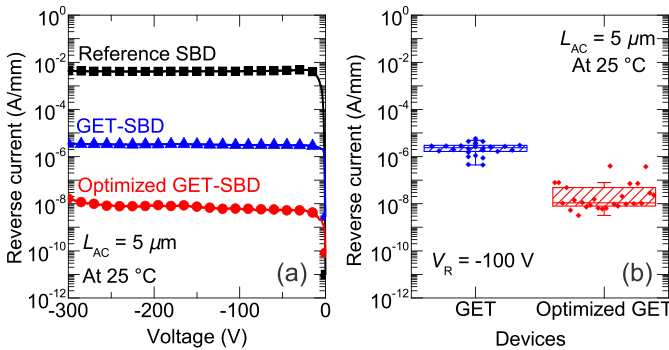 Reverse current (A/mm)
10^0
10^-2
10^-4
10^-6
10^-8
10^-10
10^-12
Reference SBD
GET-SBD
Optimized GET-SBD
L_AC = 5 µm
At 25 °C
(a)
-300
-200
-100
0
Voltage (V)
Reverse current (A/mm)
10^0
10^-2
10^-4
10^-6
10^-8
10^-10
10^-12
L_AC = 5 µm
At 25 °C
V_R = -100 V
(b)
GET
Optimized GET
Devices